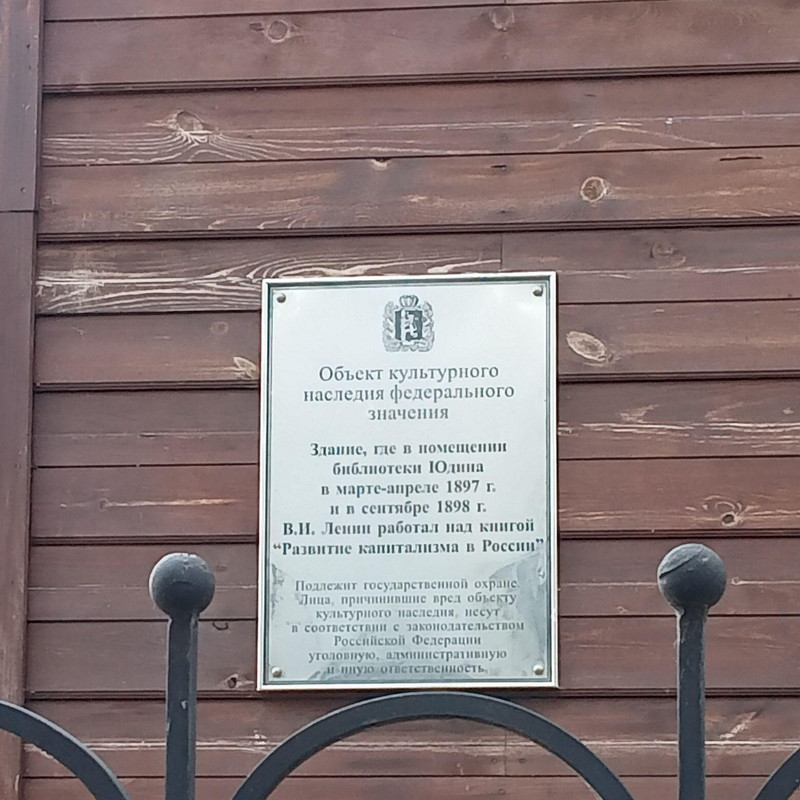 Объект культурного
наследия федерального
значения
Здание, где в помещении
библиотеки Юдина
в марте-апреле 1897 г.
и в сентябре 1898 г.
В.И. Ленин работал над книгой
“Развитие капитализма в России”
Подлежит государственной охране.
Лица, причинившие вред объекту
культурного наследия, несут
в соответствии с законодательством
Российской Федерации
уголовную, административную
и иную ответственность.